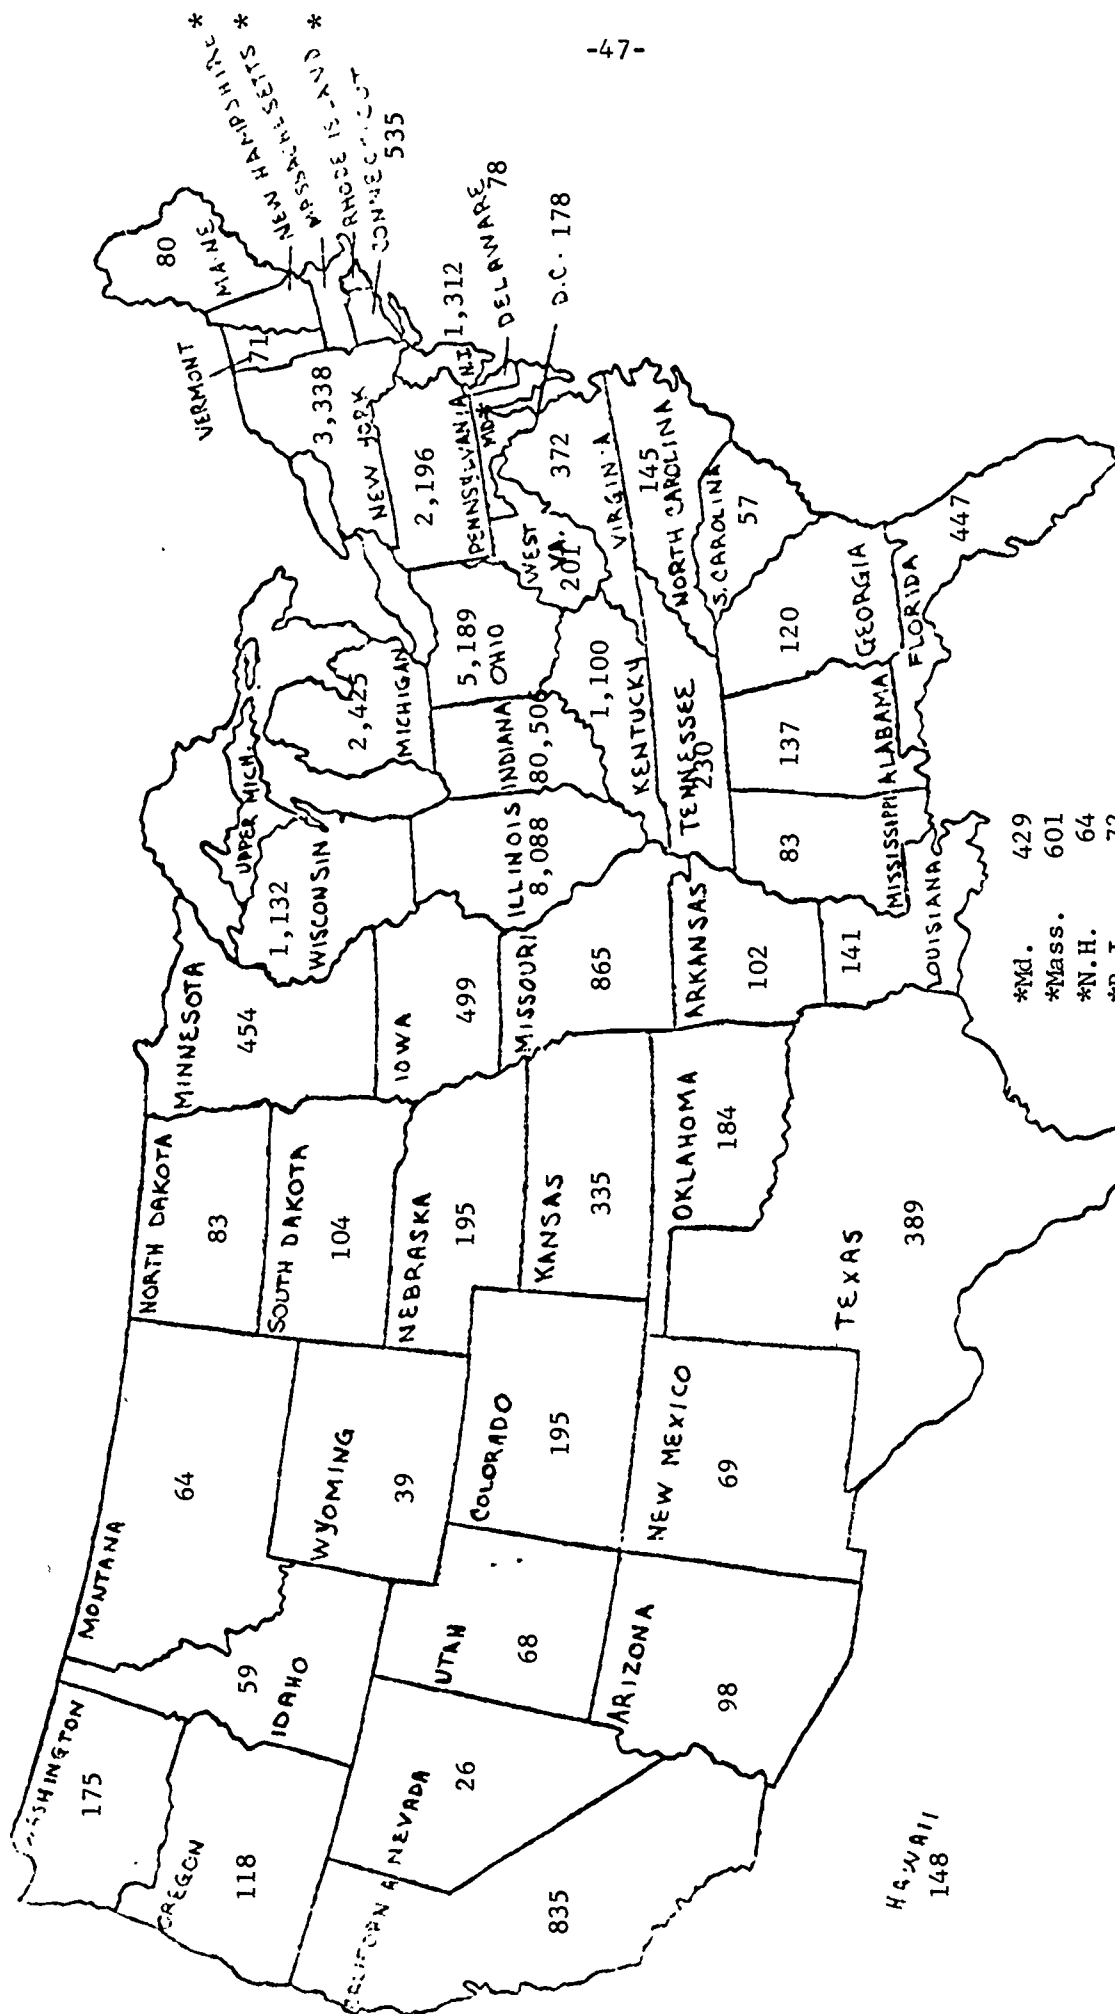 -47-
WASHINGTON
175
OREGON
118
CALIFORNIA
835
NEVADA
26
IDAHO
59
MONTANA
64
WYOMING
39
UTAH
68
ARIZONA
98
COLORADO
195
NEW MEXICO
69
NORTH DAKOTA
83
SOUTH DAKOTA
104
NEBRASKA
195
KANSAS
335
OKLAHOMA
184
TEXAS
389
MINNESOTA
454
IOWA
499
MISSOURI
865
ARKANSAS
102
141
LOUISIANA
1,132
WISCONSIN
UPPER MICH.
2,425
MICHIGAN
ILLINOIS
8,088
INDIANA
80,506
5,189
OHIO
1,100
KENTUCKY
TENNESSEE
230
83
MISSISSIPPI
137
ALABAMA
120
GEORGIA
FLORIDA
447
57
S. CAROLINA
145
NORTH CAROLINA
372
VIRGINIA
WEST
VA.
201
2,196
PENNSYLVANIA
MD*
3,338
NEW YORK
VERMONT
71
80
MAINE
NEW HAMPSHIRE *
MASSACHUSETTS *
RHODE ISLAND *
CONNECTICUT
535
N.J. 1,312
DELAWARE
78
D.C. 178
HAWAII
148
*Md. 429
*Mass. 601
*N.H. 64